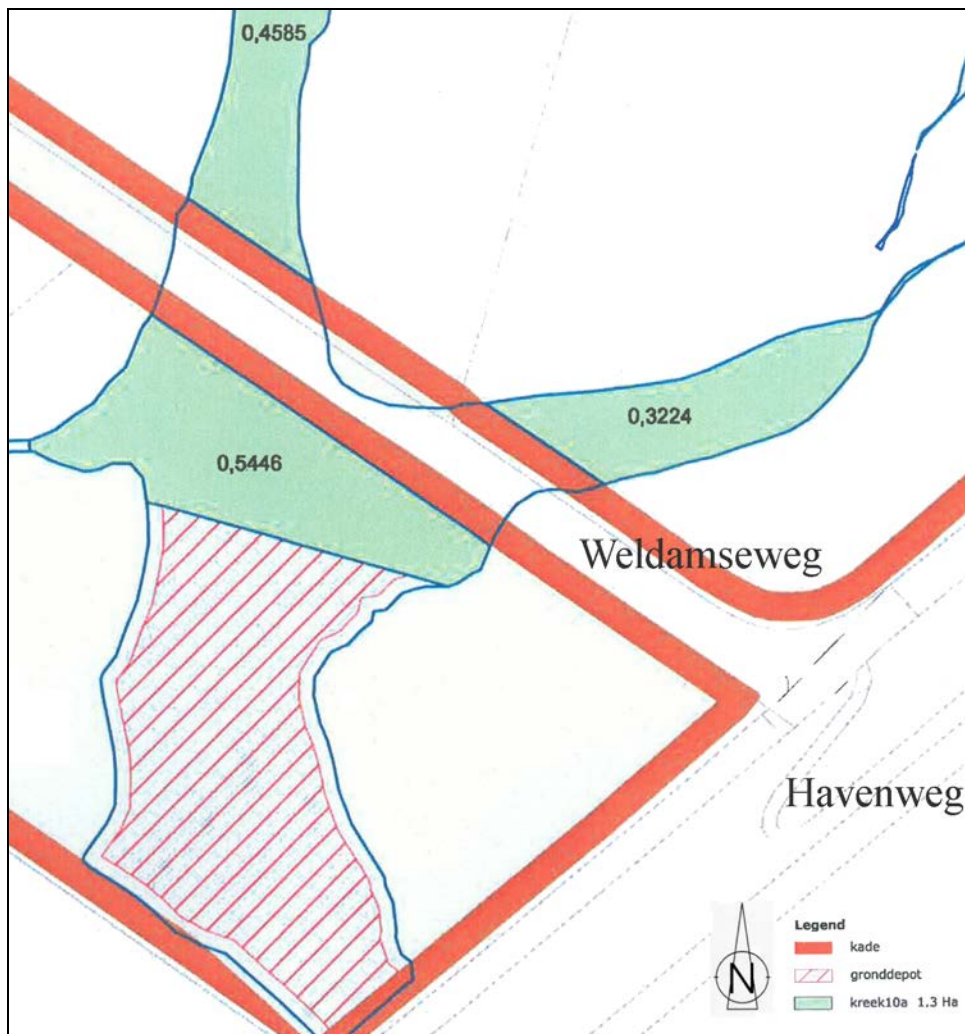 0,4585
0,3224
0,5446
Weldamseweg
Havenweg
N
Legend
kade
gronddepot
kreek10a 1,3 Ha